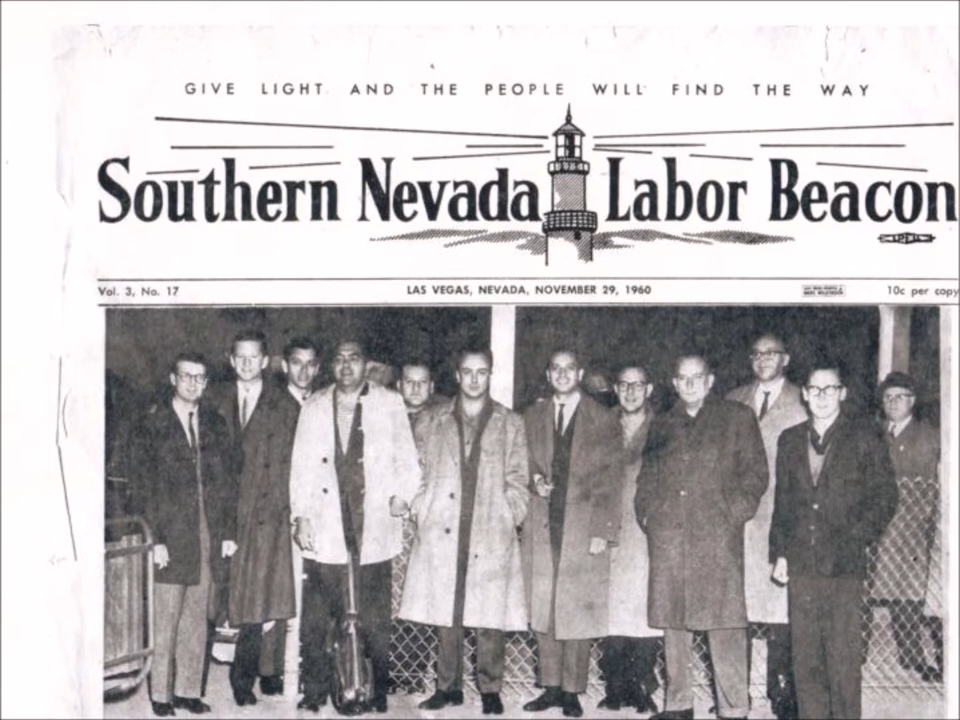 GIVE LIGHT AND THE PEOPLE WILL FIND THE WAY
Southern Nevada Labor Beacon
Vol. 3, No. 17 LAS VEGAS, NEVADA, NOVEMBER 29, 1960 10c per copy